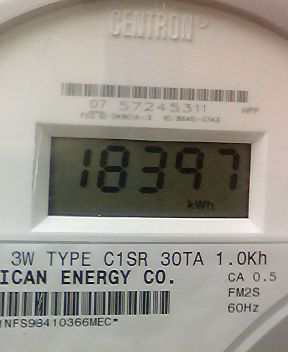 CENTRON
07 57245311 HPP
18397
kWh
3W TYPE C1SR 30TA 1.0Kh
ICAN ENERGY CO. CA 0.5
FM2S
60Hz